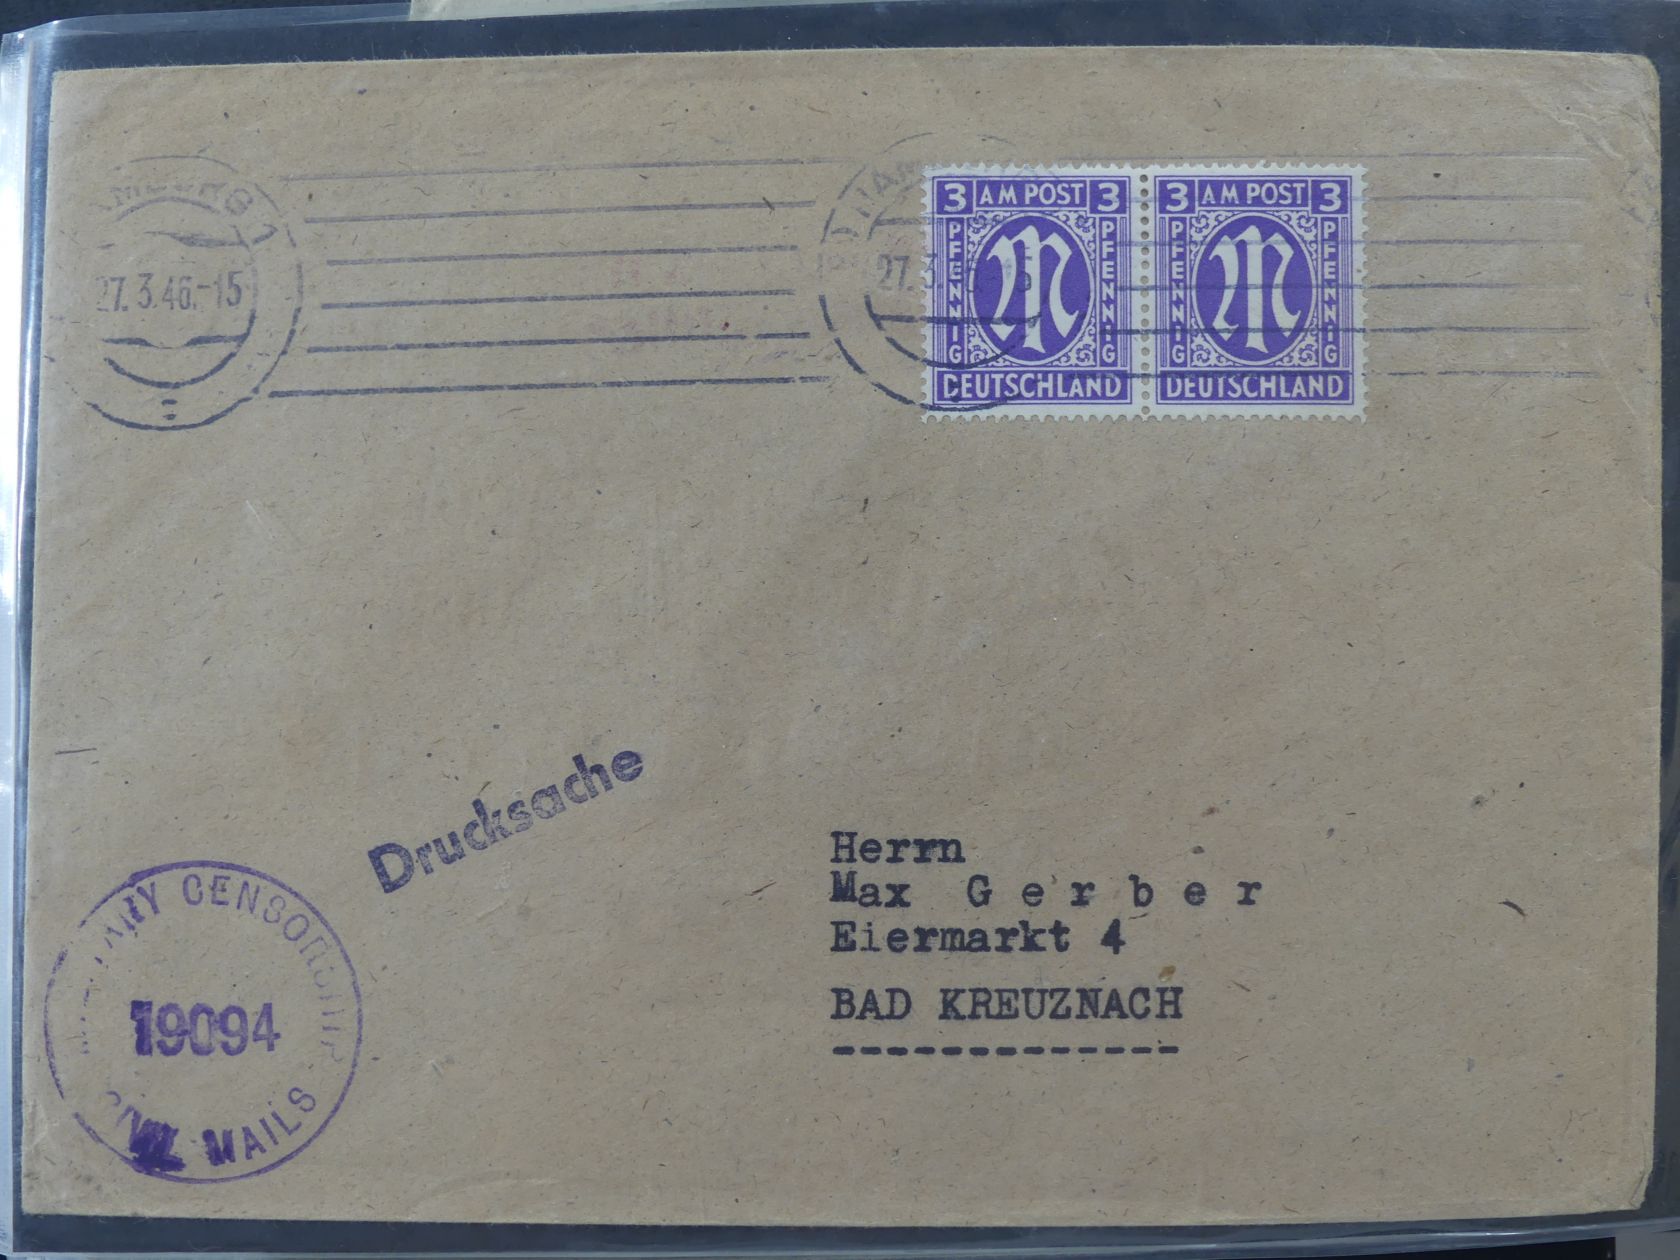 27.3.46.-15
3 AM POST 3
PFENNIG
PFENNIG
DEUTSCHLAND
3 AM POST 3
PFENNIG
PFENNIG
DEUTSCHLAND
Drucksache
Herrn
Max Gerber
Eiermarkt 4
BAD KREUZNACH
CENSORSHIP
19094
CIVIL MAILS